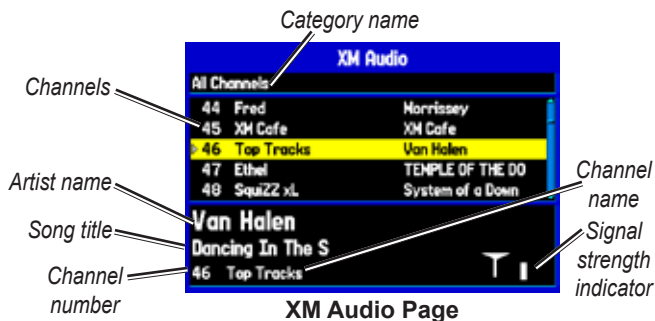 Category name
XM Audio
All Channels
Channels
44 Fred Morrissey
45 XM Cafe XM Cafe
46 Top Tracks Van Halen
47 Ethel TEMPLE OF THE DO
48 SquiZZ xL System of a Down
Channel
name
Artist name
Van Halen
Song title
Dancing In The S
Signal
strength
indicator
Channel
number
46 Top Tracks
XM Audio Page